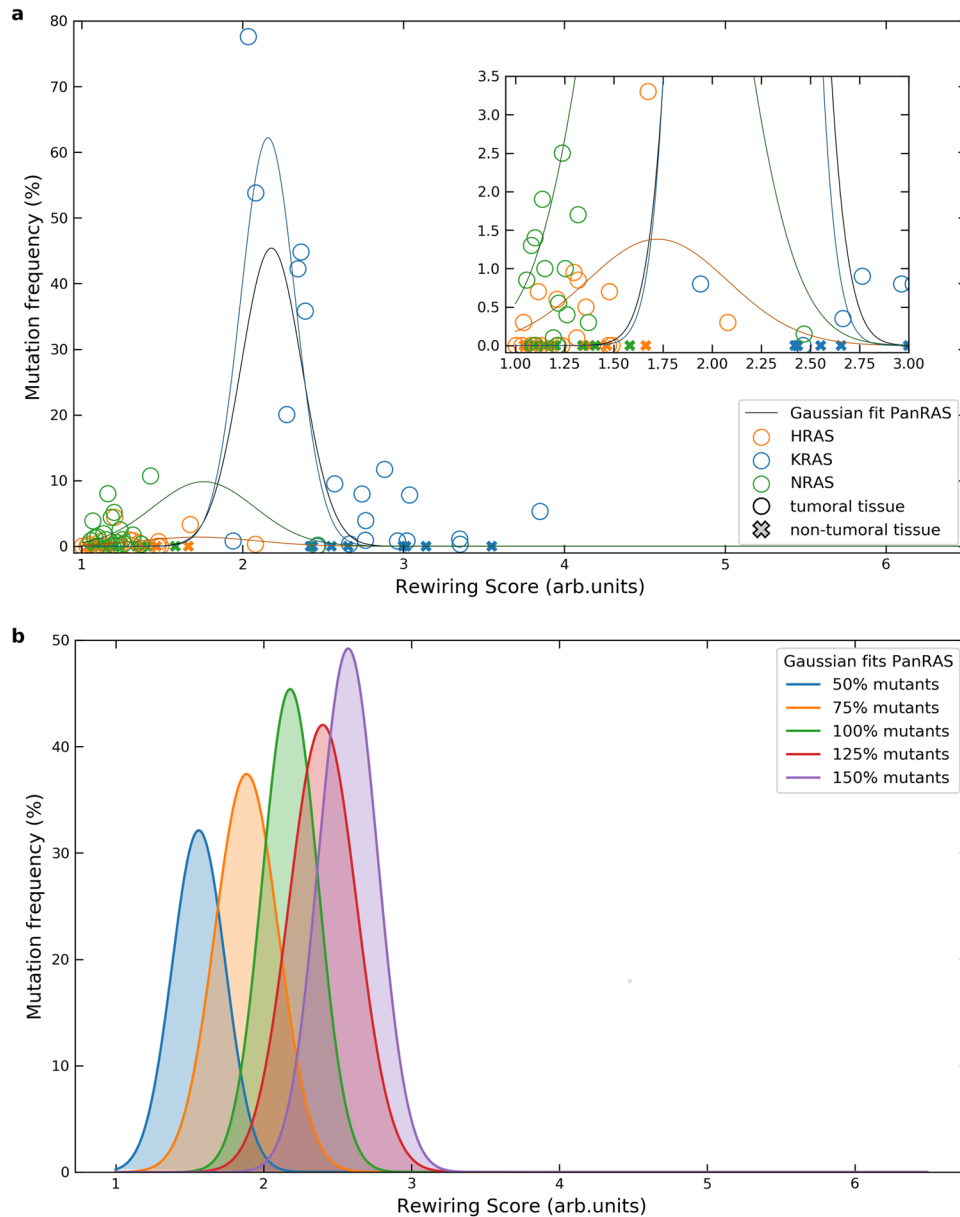 a
80
70
60
50
40
30
20
10
0
Mutation frequency (%)
1
2
3
4
5
6
Rewiring Score (arb.units)
3.5
3.0
2.5
2.0
1.5
1.0
0.5
0.0
1.00
1.25
1.50
1.75
2.00
2.25
2.50
2.75
3.00
Gaussian fit PanRAS
HRAS
KRAS
NRAS
tumoral tissue
non-tumoral tissue
b
50
40
30
20
10
0
Mutation frequency (%)
Gaussian fits PanRAS
50% mutants
75% mutants
100% mutants
125% mutants
150% mutants
1
2
3
4
5
6
Rewiring Score (arb.units)